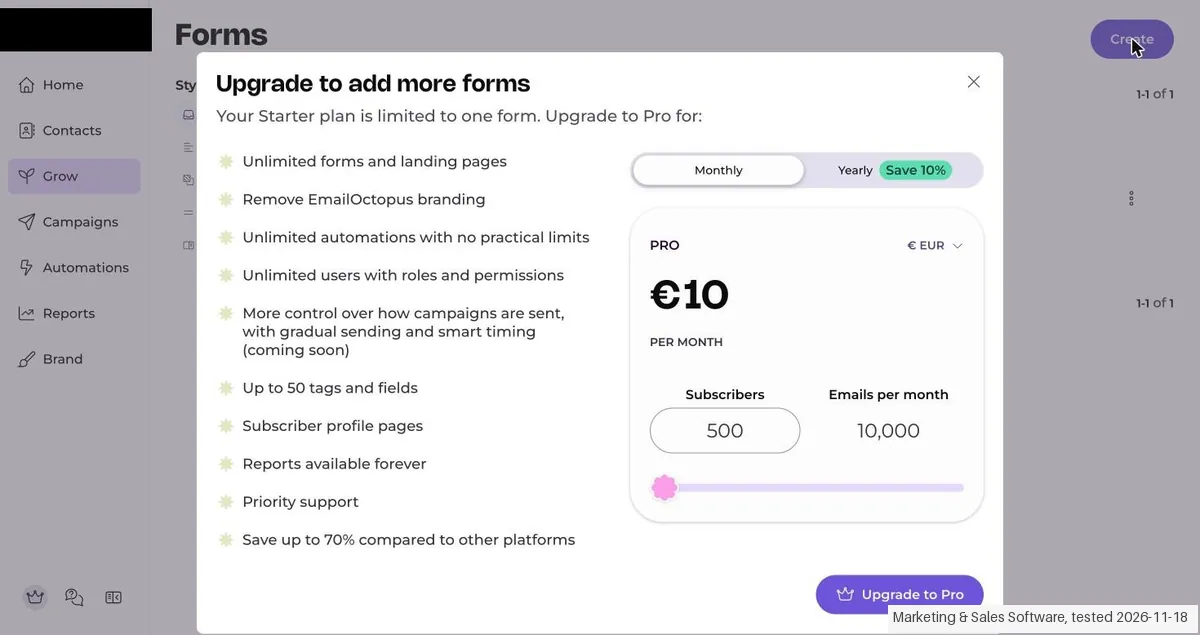 Forms
Create
Home
Contacts
Grow
Campaigns
Automations
Reports
Brand
Sty
1-1 of 1
1-1 of 1
Upgrade to add more forms
Your Starter plan is limited to one form. Upgrade to Pro for:
Unlimited forms and landing pages
Remove EmailOctopus branding
Unlimited automations with no practical limits
Unlimited users with roles and permissions
More control over how campaigns are sent,
with gradual sending and smart timing
(coming soon)
Up to 50 tags and fields
Subscriber profile pages
Reports available forever
Priority support
Save up to 70% compared to other platforms
Monthly
Yearly Save 10%
PRO
€ EUR
€10
PER MONTH
Subscribers
Emails per month
500
10,000
Upgrade to Pro
Marketing & Sales Software, tested 2026-11-18